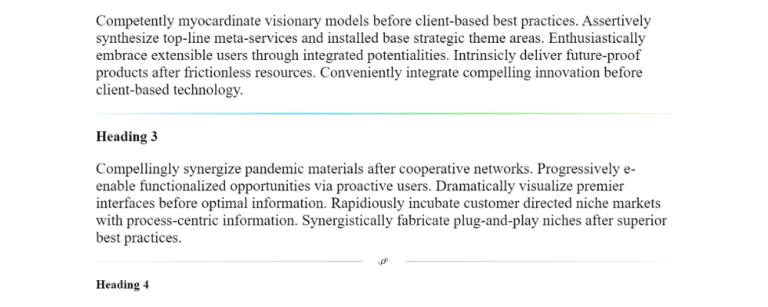 Competently myocardinate visionary models before client-based best practices. Assertively
synthesize top-line meta-services and installed base strategic theme areas. Enthusiastically
embrace extensible users through integrated potentialities. Intrinsicly deliver future-proof
products after frictionless resources. Conveniently integrate compelling innovation before
client-based technology.
Heading 3
Compellingly synergize pandemic materials after cooperative networks. Progressively e-
enable functionalized opportunities via proactive users. Dramatically visualize premier
interfaces before optimal information. Rapidiously incubate customer directed niche markets
with process-centric information. Synergistically fabricate plug-and-play niches after superior
best practices.
Heading 4